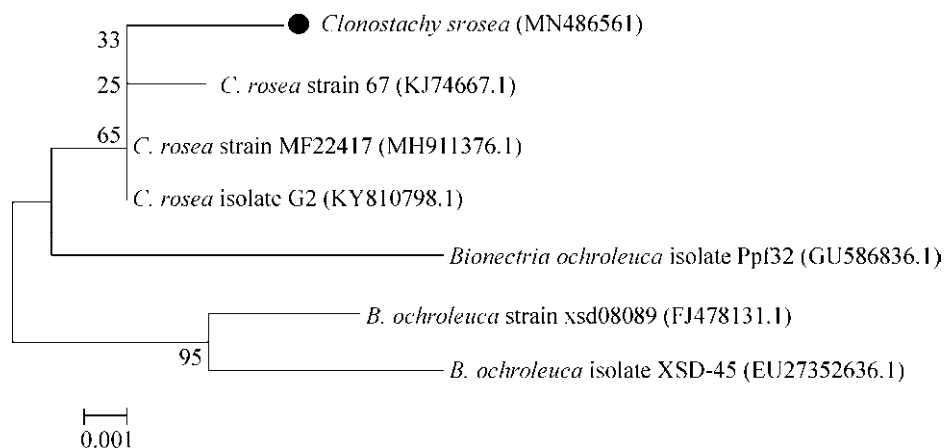 Clonostachy srosea (MN486561)
33
25
C. rosea strain 67 (KJ74667.1)
65
C. rosea strain MF22417 (MH911376.1)
C. rosea isolate G2 (KY810798.1)
Bionectria ochroleuca isolate Ppf32 (GU586836.1)
B. ochroleuca strain xsd08089 (FJ478131.1)
95
B. ochroleuca isolate XSD-45 (EU27352636.1)
0.001